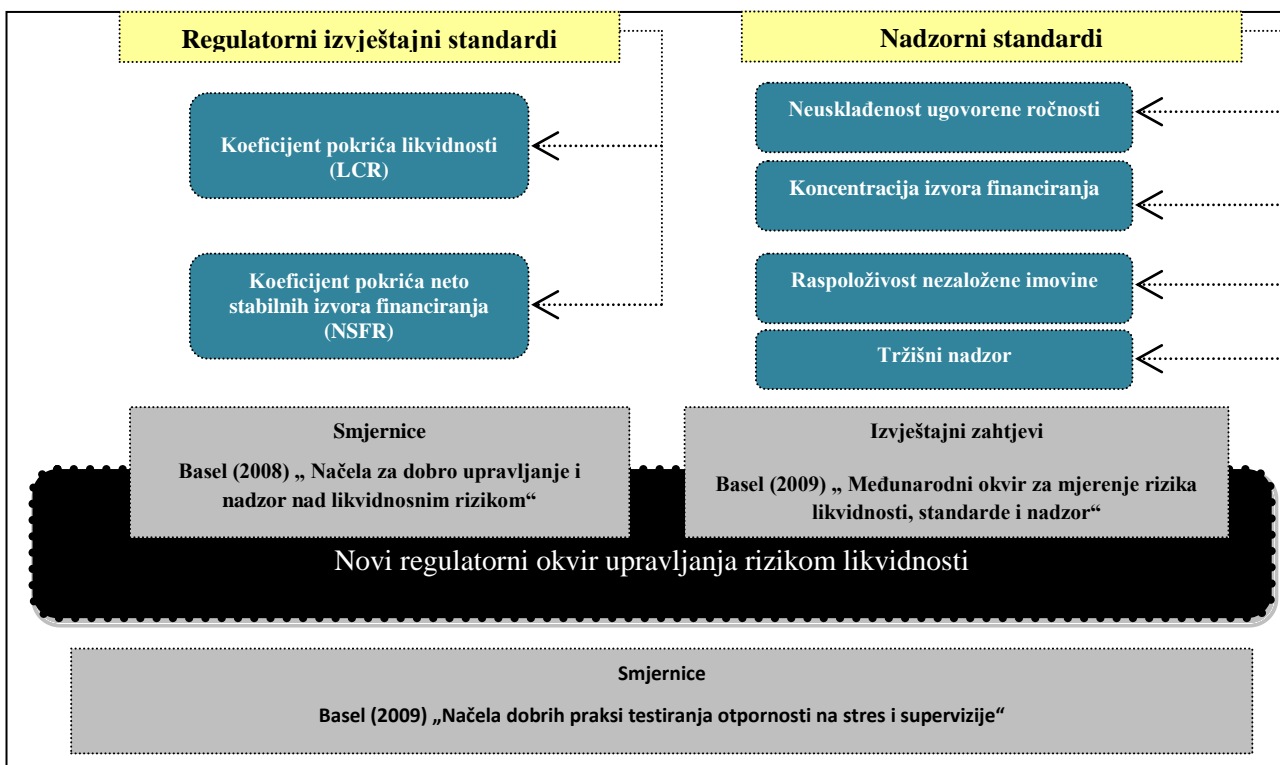 Regulatorni izvještajni standardi
Koeficijent pokrića likvidnosti
(LCR)
Koeficijent pokrića neto
stabilnih izvora financiranja
(NSFR)
Nadzorni standardi
Neusklađenost ugovorene ročnosti
Koncentracija izvora financiranja
Raspoloživost nezaložene imovine
Tržišni nadzor
Smjernice
Basel (2008) „ Načela za dobro upravljanje i
nadzor nad likvidnosnim rizikom“
Izvještajni zahtjevi
Basel (2009) „ Međunarodni okvir za mjerenje rizika
likvidnosti, standarde i nadzor“
Novi regulatorni okvir upravljanja rizikom likvidnosti
Smjernice
Basel (2009) „Načela dobrih praksi testiranja otpornosti na stres i supervizije“